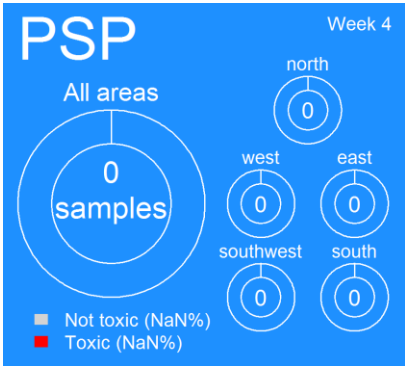 PSP
Week 4
All areas
0
samples
north
0
west
0
east
0
southwest
0
south
0
Not toxic (NaN%)
Toxic (NaN%)